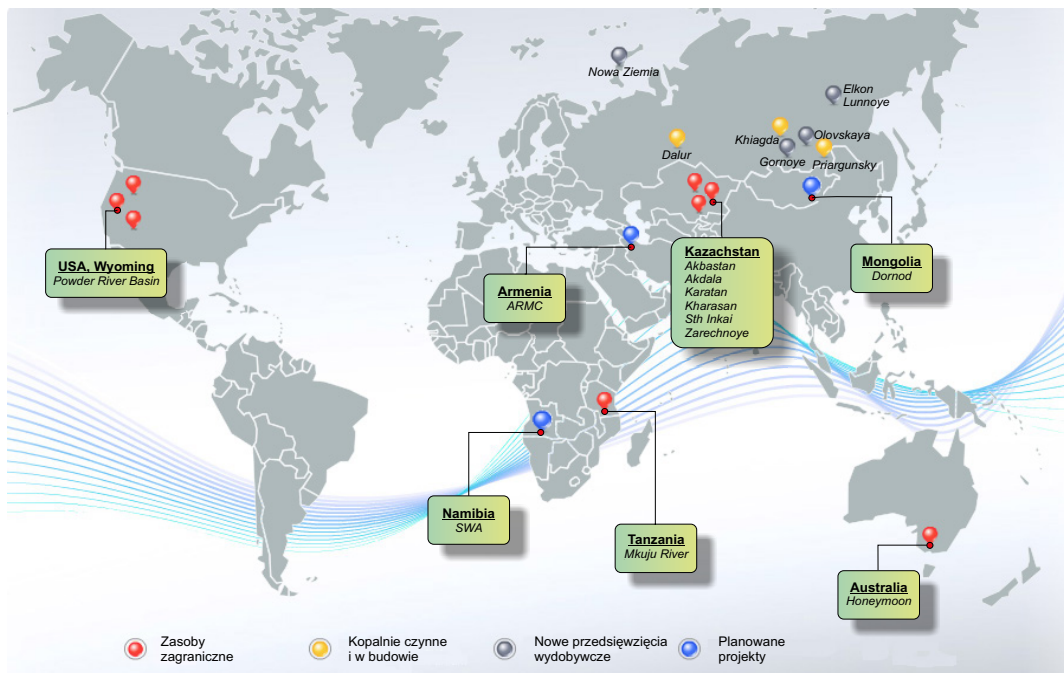 Nowa Ziemia
Elkon
Lunnoye
Khiagda
Olovskaya
Dalur
Gornoye
Priargunsky
USA, Wyoming
Powder River Basin
Armenia
ARMC
Kazachstan
Akbastan
Akdala
Karatan
Kharasan
Sth Inkai
Zarechnoye
Mongolia
Dornod
Namibia
SWA
Tanzania
Mkuju River
Australia
Honeymoon
Zasoby
zagraniczne
Kopalnie czynne
i w budowie
Nowe przedsięwzięcia
wydobywcze
Planowane
projekty